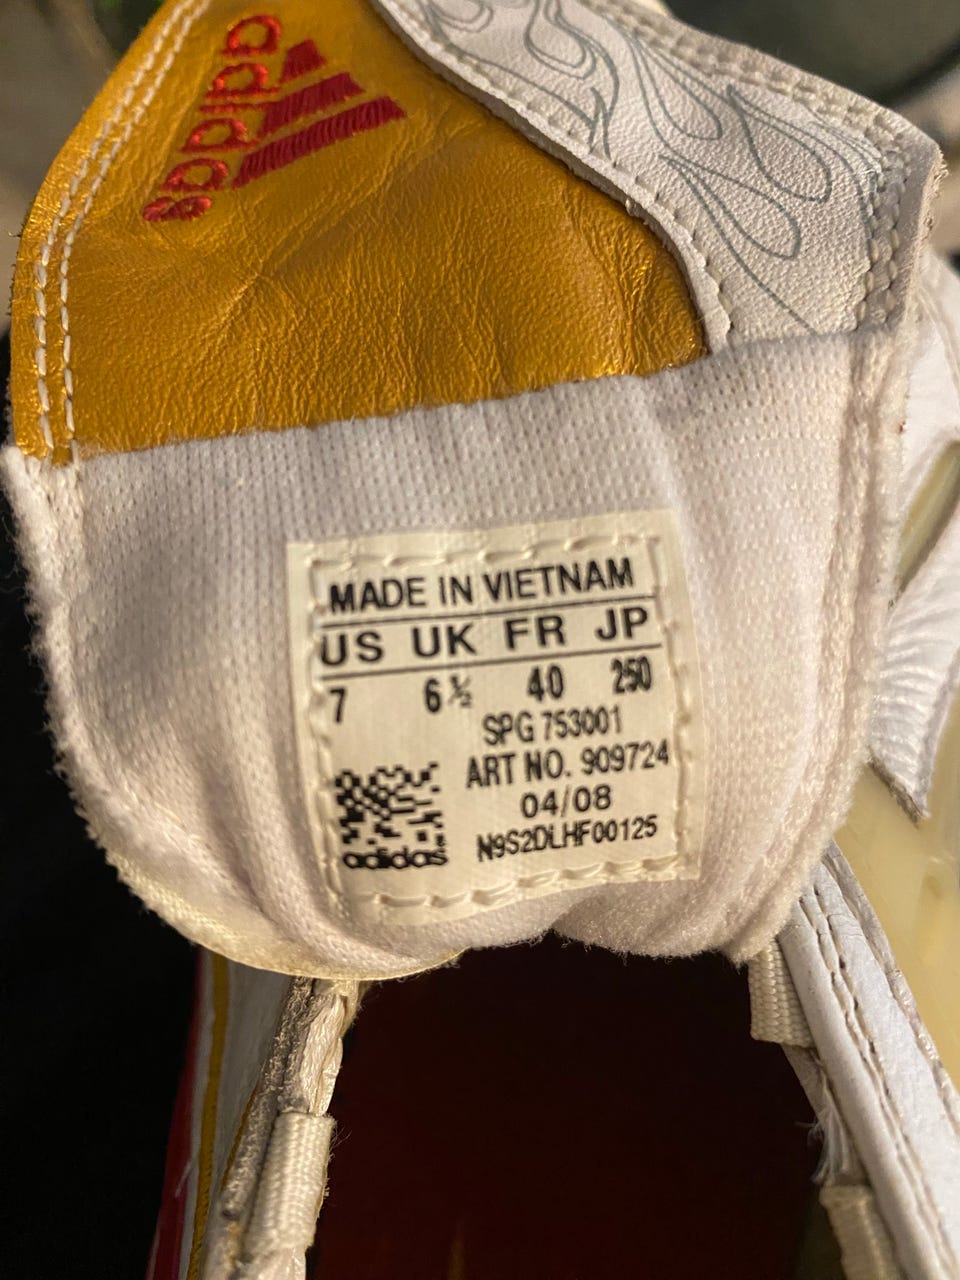 adidas
MADE IN VIETNAM
US UK FR JP
7 6½ 40 250
SPG 753001
ART NO. 909724
04/08
N9S2DLHF00125
adidas